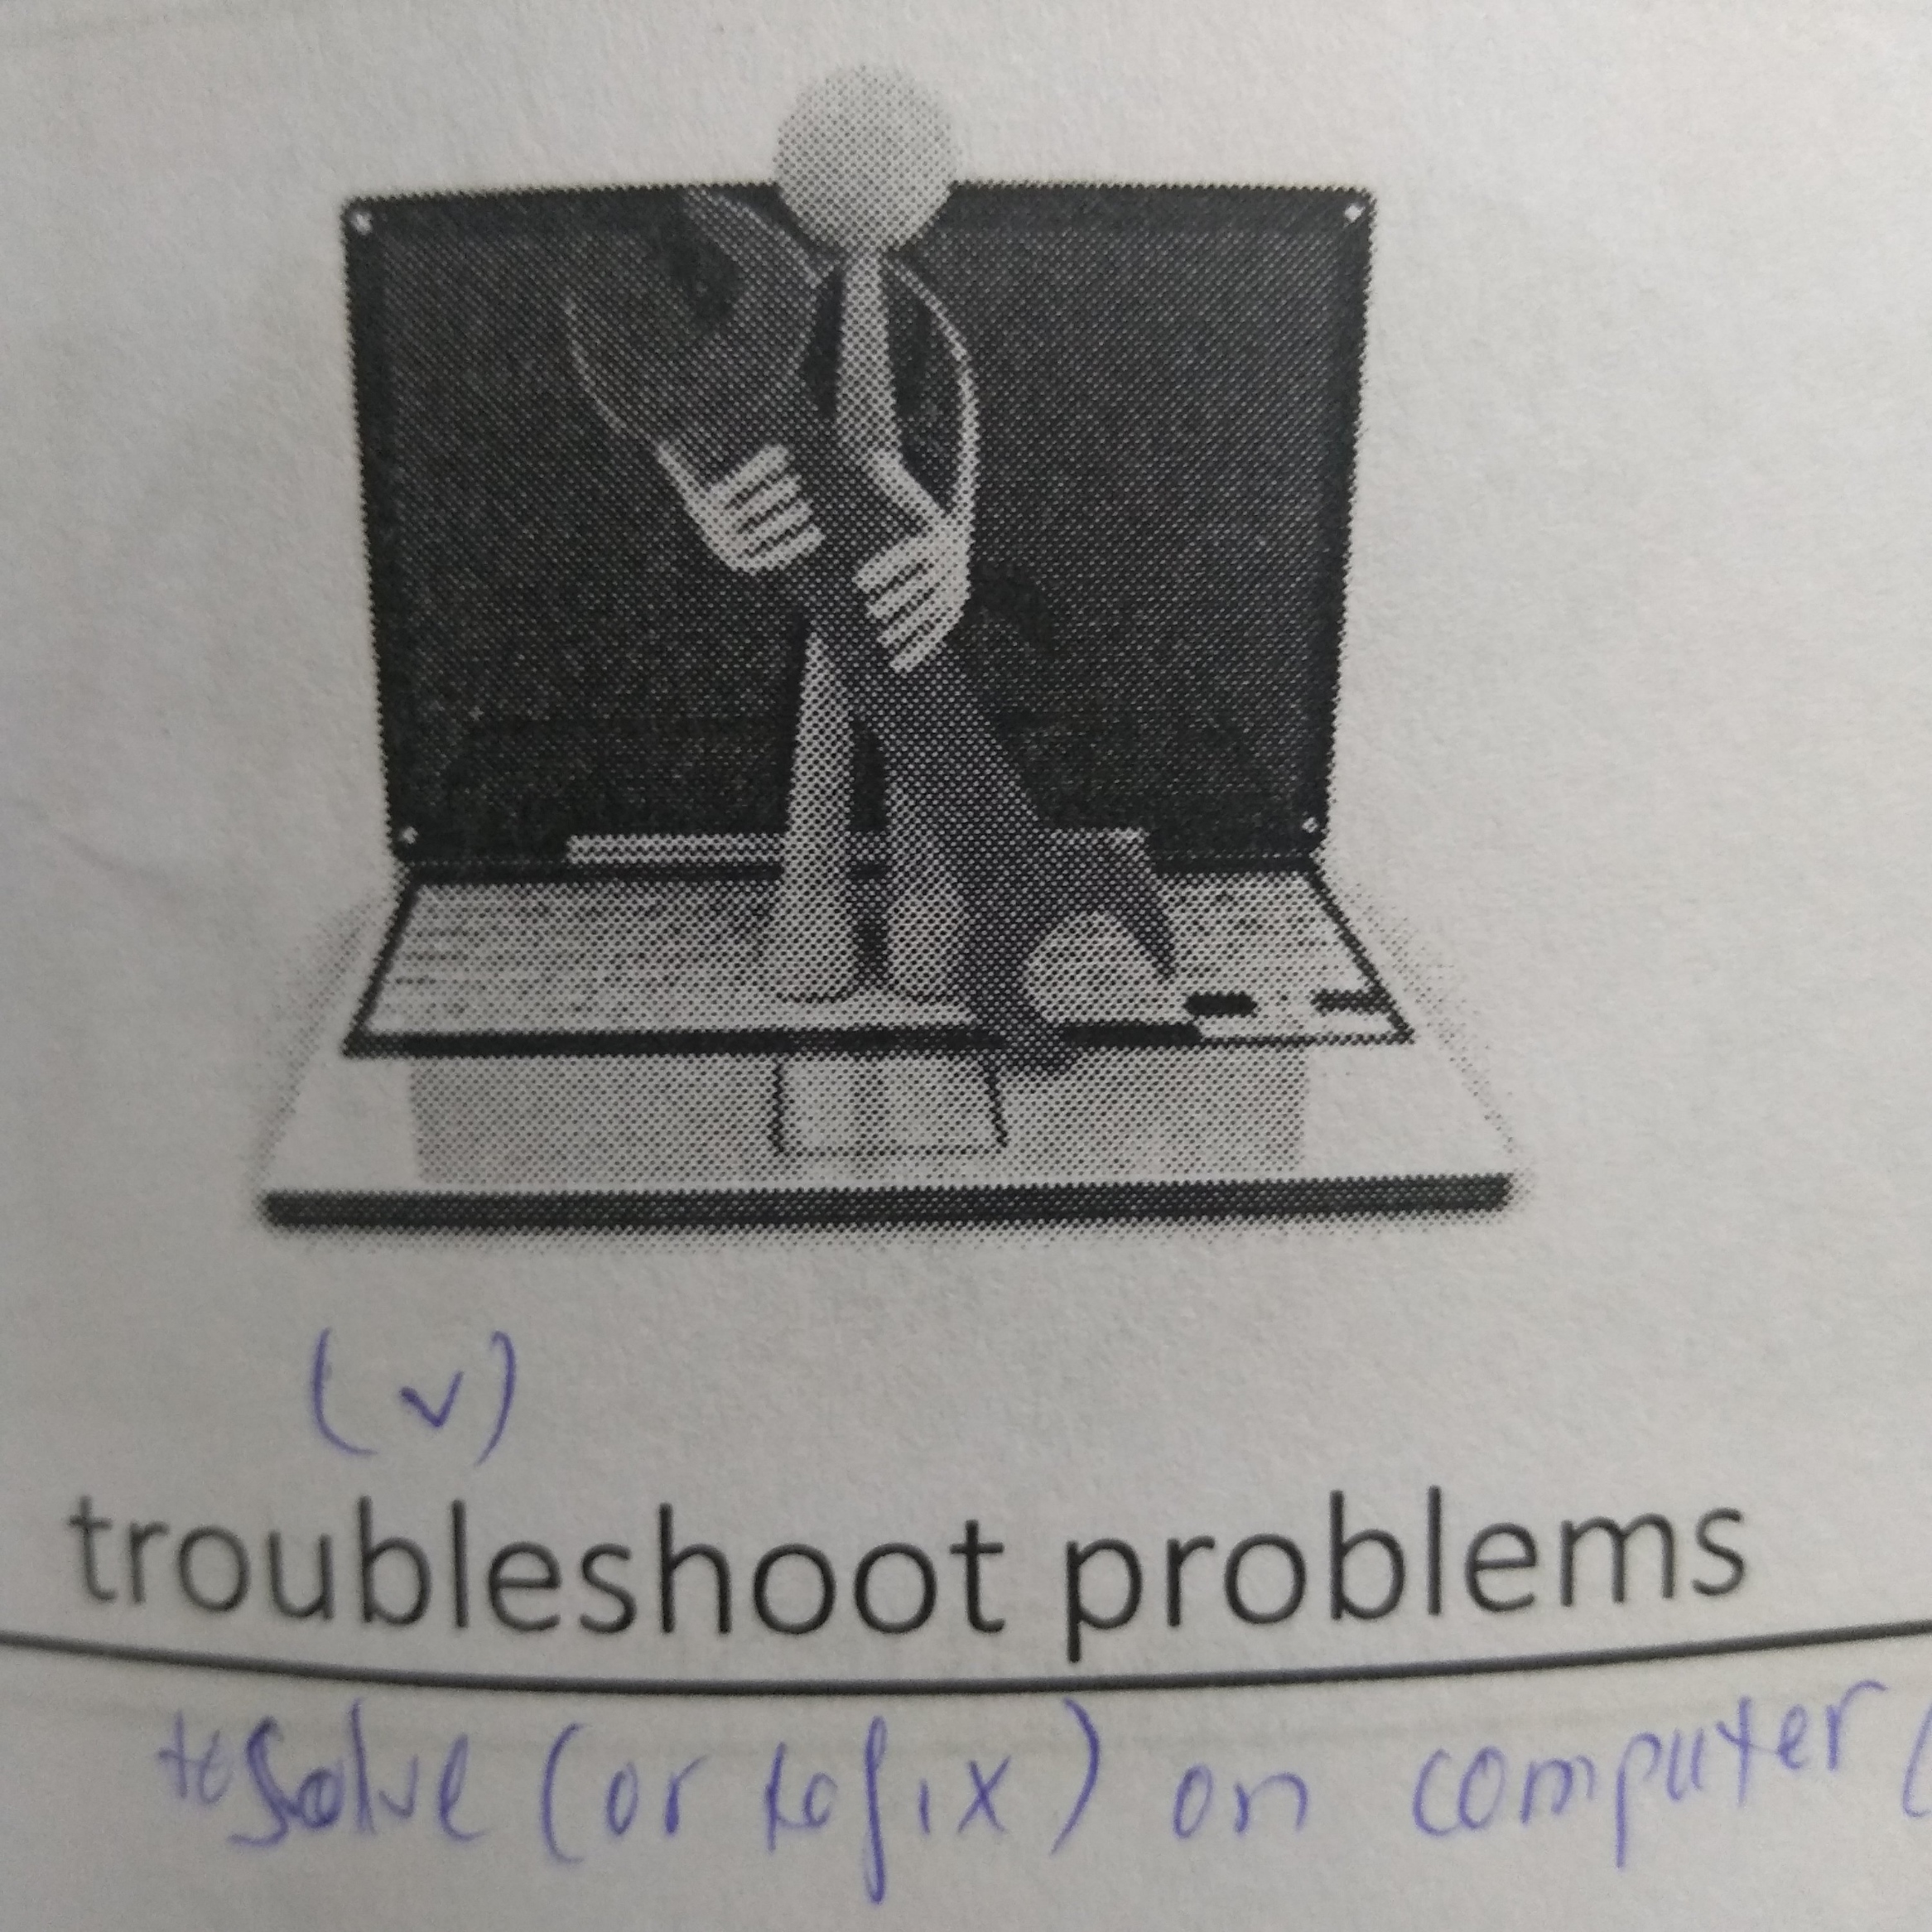 (v)
troubleshoot problems
to solve (or to fix) on computer (